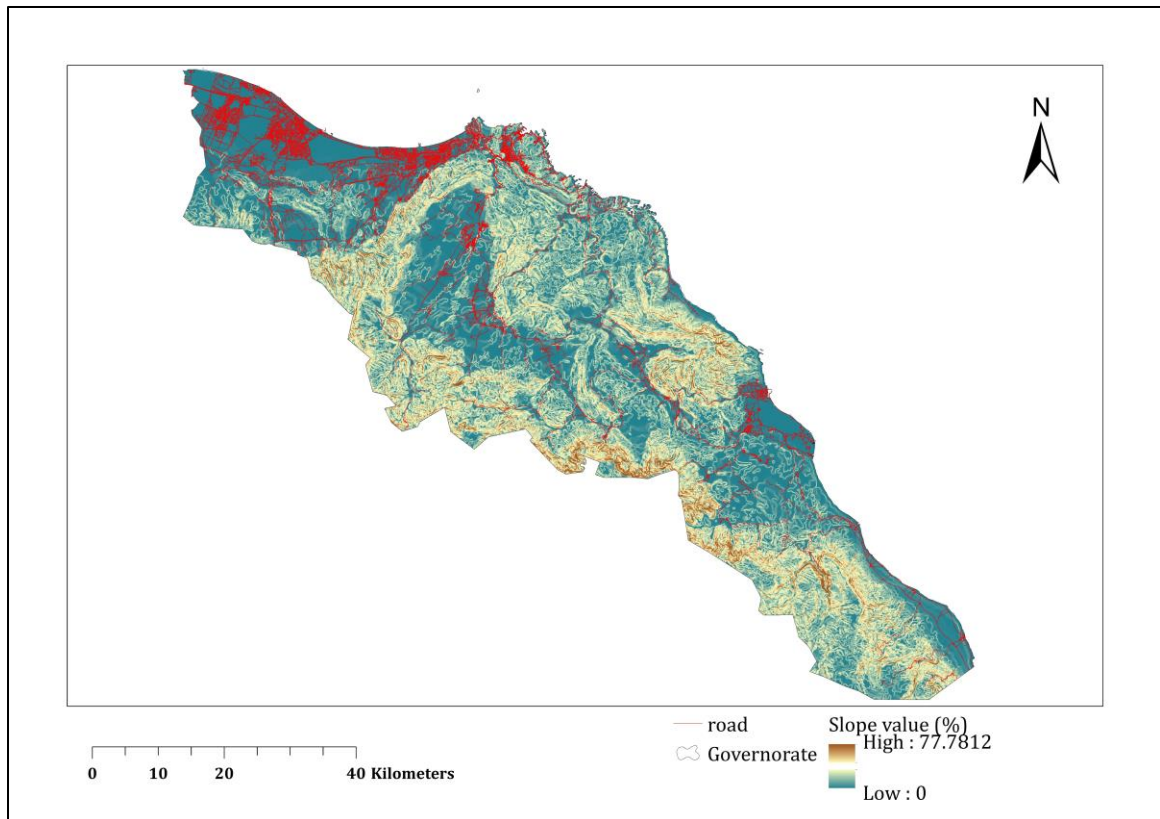 N
road
Governorate
Slope value (%)
High : 77.7812
Low : 0
0 10 20 40 Kilometers